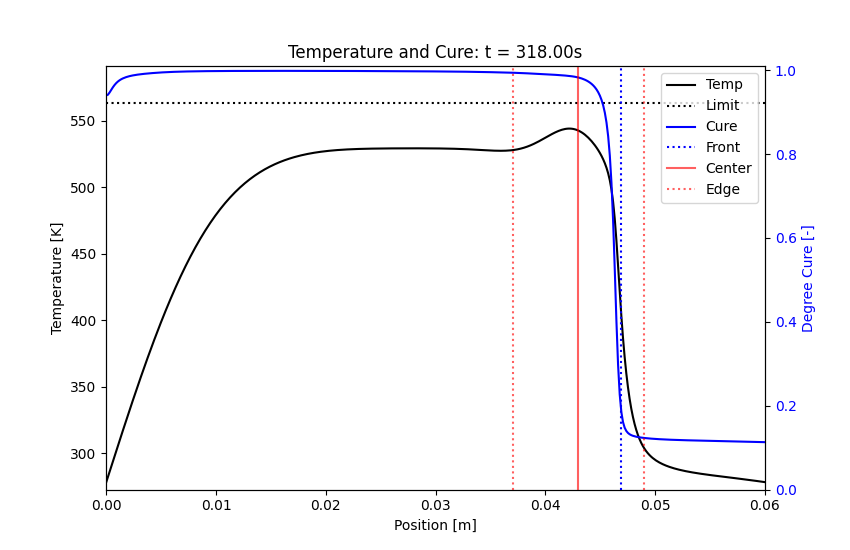 Temperature and Cure: t = 318.00s
Temperature [K]
550
500
450
400
350
300
1.0
0.8
0.6
0.4
0.2
0.0
Degree Cure [-]
Temp
Limit
Cure
Front
Center
Edge
0.00 0.01 0.02 0.03 0.04 0.05 0.06
Position [m]